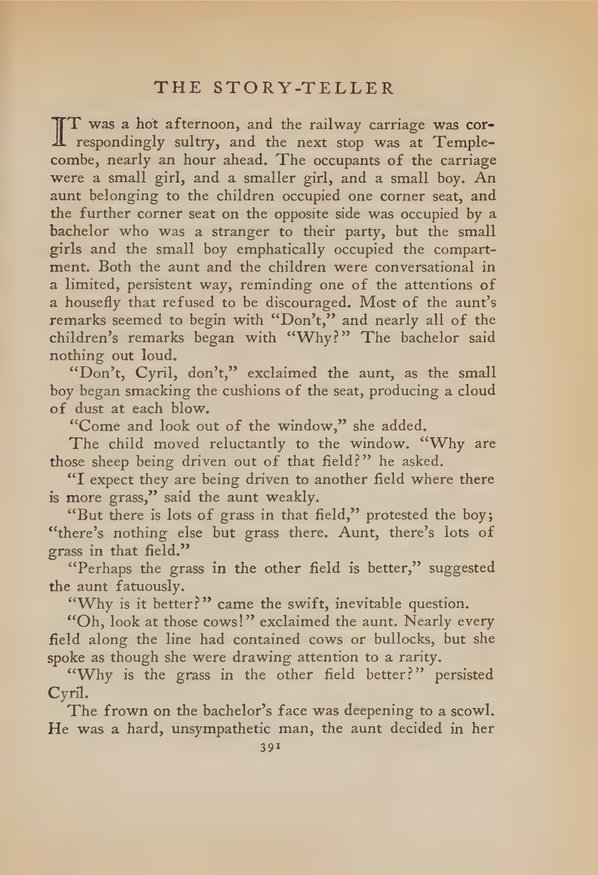 THE STORY-TELLER
IT was a hot afternoon, and the railway carriage was cor-
respondingly sultry, and the next stop was at Temple-
combe, nearly an hour ahead. The occupants of the carriage
were a small girl, and a smaller girl, and a small boy. An
aunt belonging to the children occupied one corner seat, and
the further corner seat on the opposite side was occupied by a
bachelor who was a stranger to their party, but the small
girls and the small boy emphatically occupied the compart-
ment. Both the aunt and the children were conversational in
a limited, persistent way, reminding one of the attentions of
a housefly that refused to be discouraged. Most of the aunt's
remarks seemed to begin with "Don't," and nearly all of the
children's remarks began with "Why?" The bachelor said
nothing out loud.
"Don't, Cyril, don't," exclaimed the aunt, as the small
boy began smacking the cushions of the seat, producing a cloud
of dust at each blow.
"Come and look out of the window," she added.
The child moved reluctantly to the window. "Why are
those sheep being driven out of that field?" he asked.
"I expect they are being driven to another field where there
is more grass," said the aunt weakly.
"But there is lots of grass in that field," protested the boy;
"there's nothing else but grass there. Aunt, there's lots of
grass in that field."
"Perhaps the grass in the other field is better," suggested
the aunt fatuously.
"Why is it better?" came the swift, inevitable question.
"Oh, look at those cows!" exclaimed the aunt. Nearly every
field along the line had contained cows or bullocks, but she
spoke as though she were drawing attention to a rarity.
"Why is the grass in the other field better?" persisted
Cyril.
The frown on the bachelor's face was deepening to a scowl.
He was a hard, unsympathetic man, the aunt decided in her
391